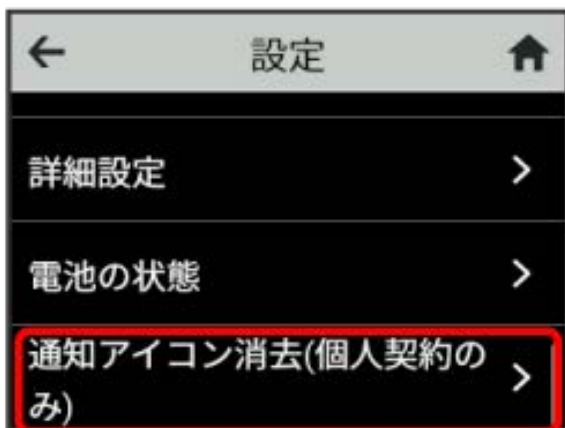 設定
詳細設定
電池の状態
通知アイコン消去(個人契約の
み)